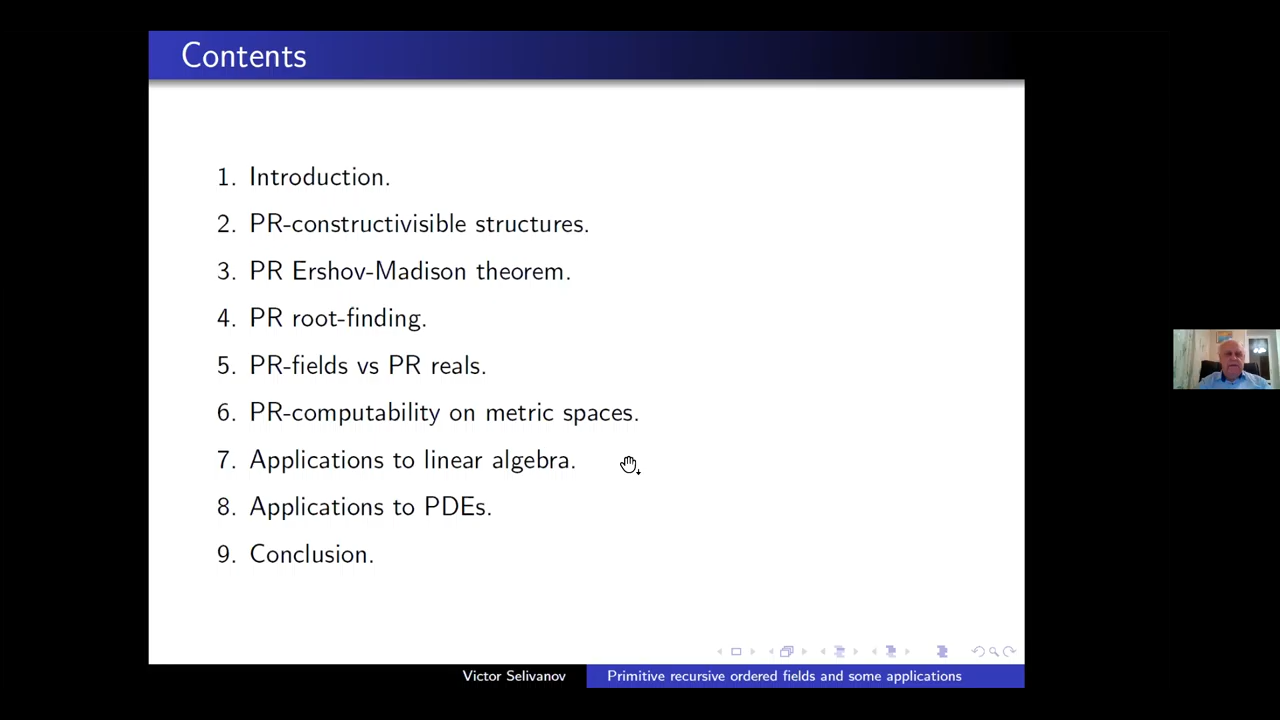 Contents
1. Introduction.
2. PR-constructivisible structures.
3. PR Ershov-Madison theorem.
4. PR root-finding.
5. PR-fields vs PR reals.
6. PR-computability on metric spaces.
7. Applications to linear algebra.
8. Applications to PDEs.
9. Conclusion.
Victor Selivanov Primitive recursive ordered fields and some applications